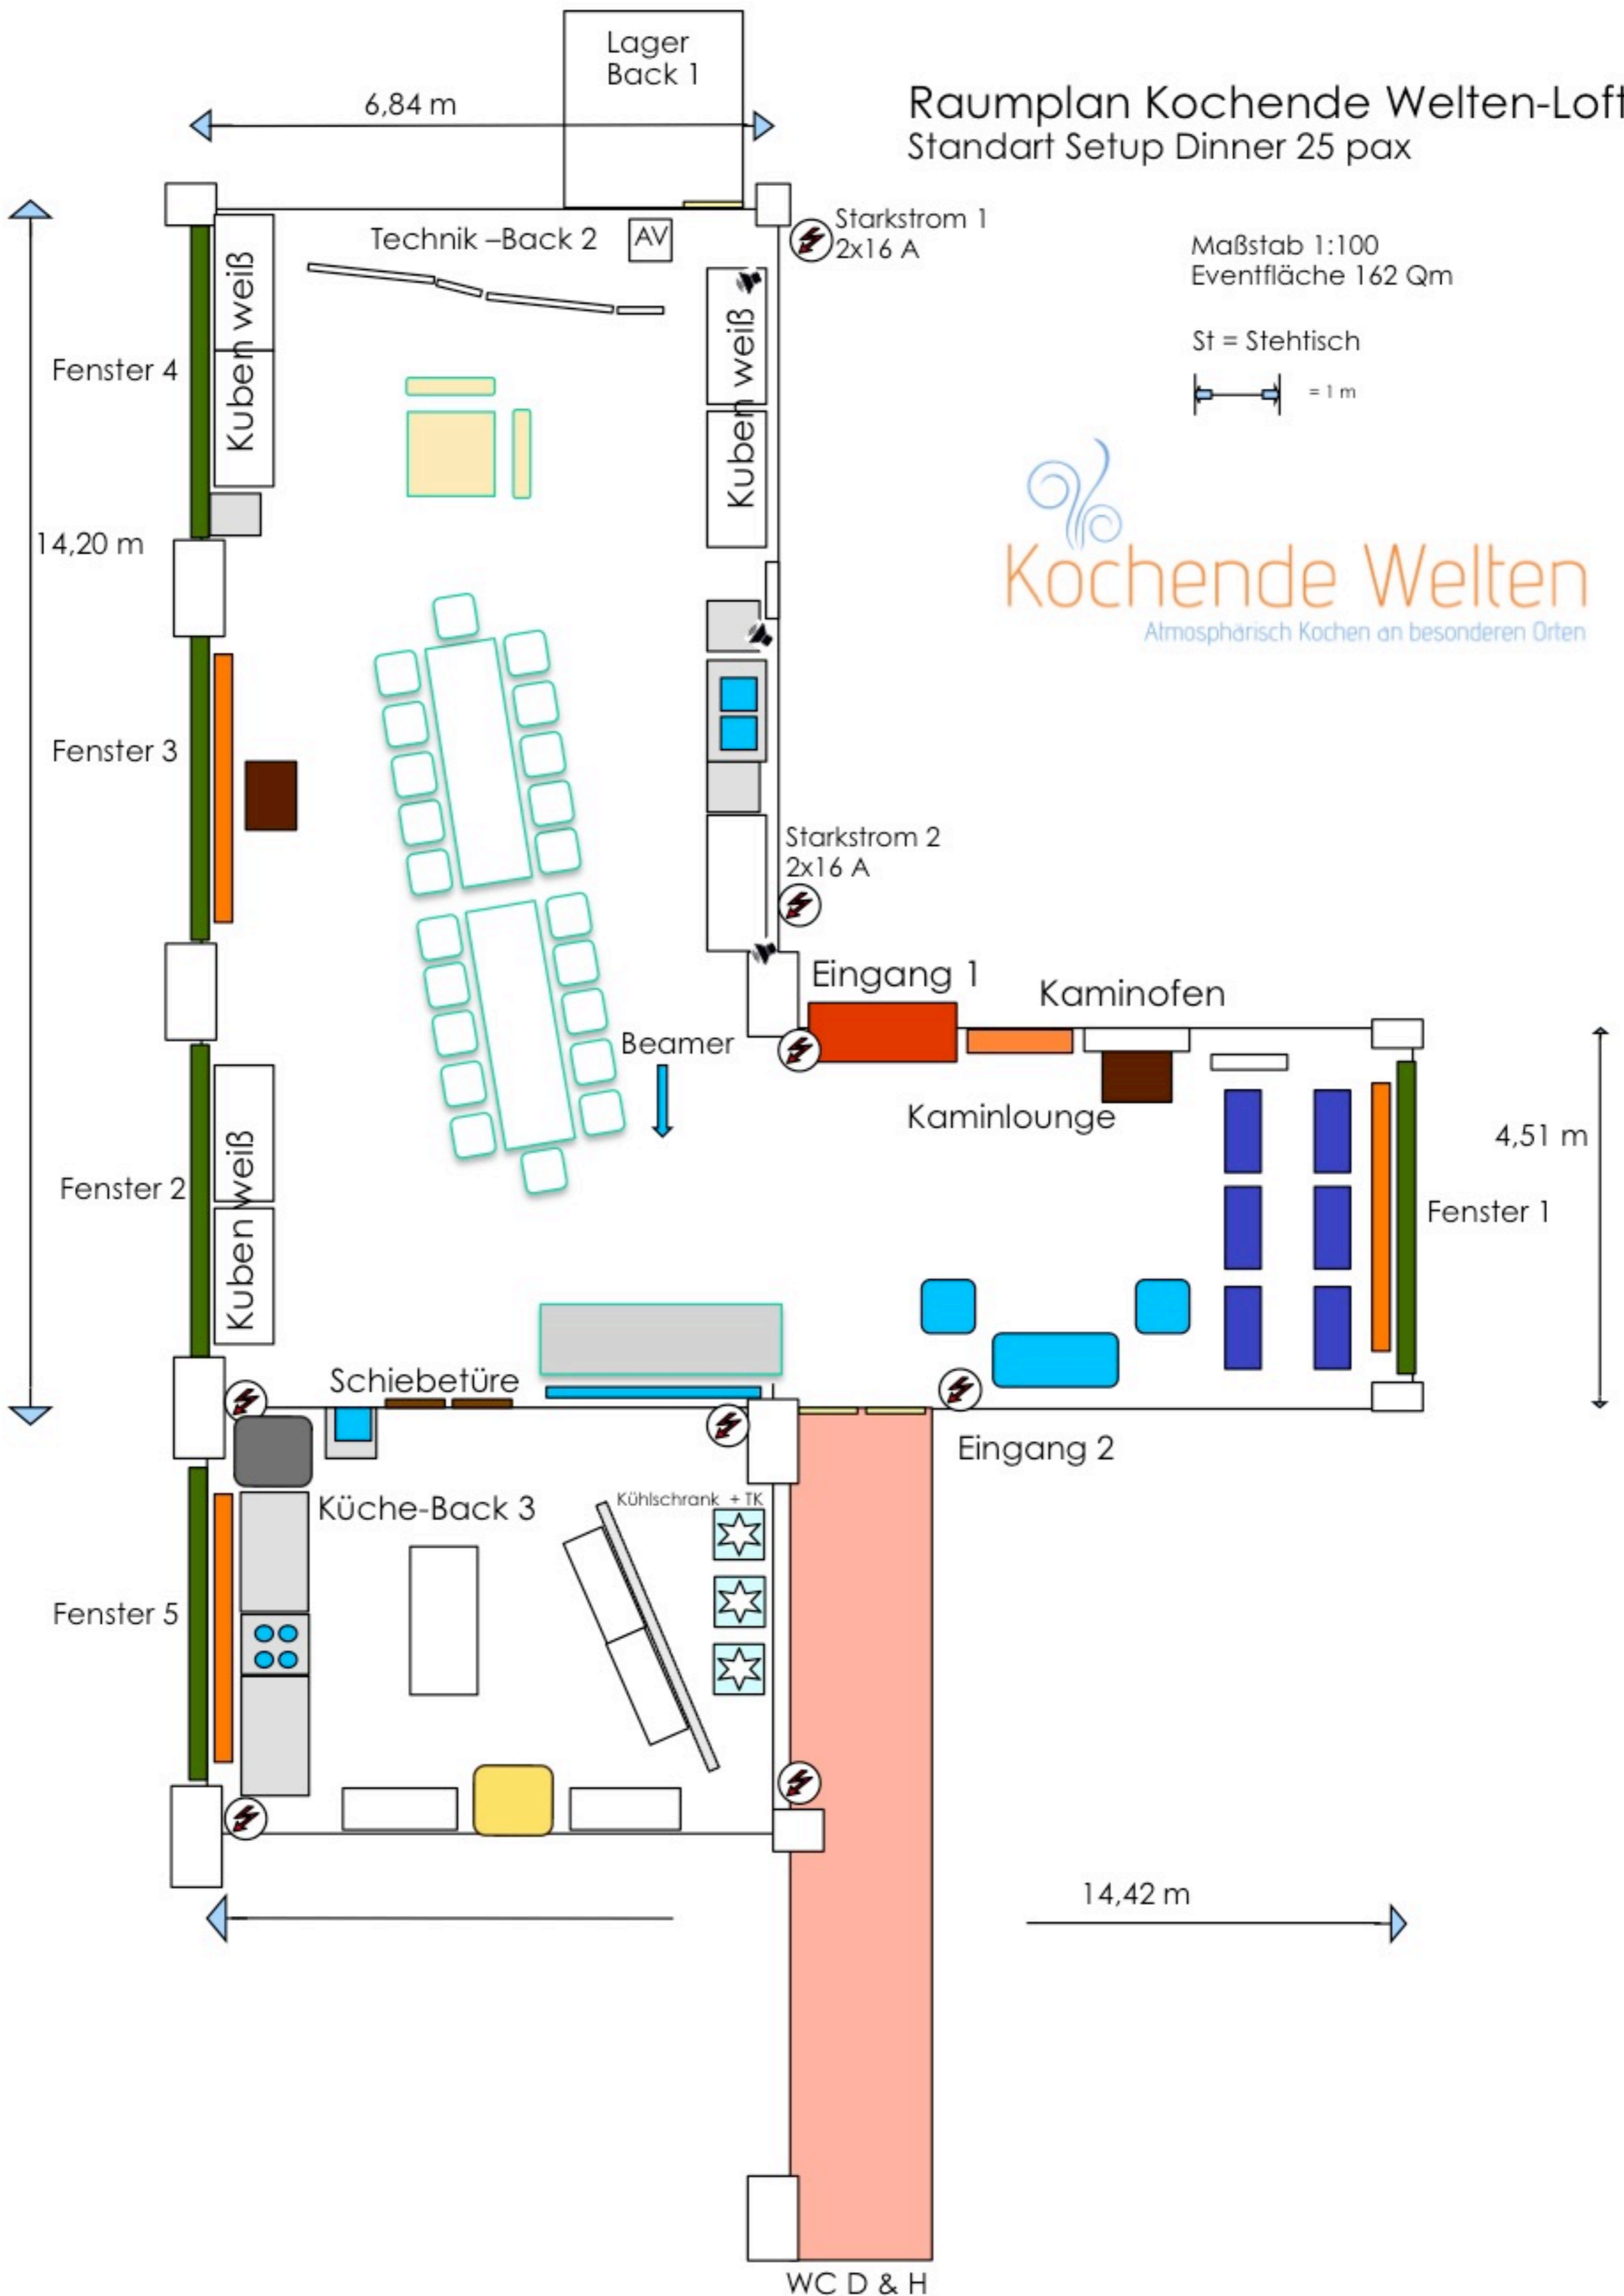 Lager
Back 1
6,84 m
Raumplan Kochende Welten-Loft
Standart Setup Dinner 25 pax
Technik –Back 2
AV
Starkstrom 1
2x16 A
Maßstab 1:100
Eventfläche 162 Qm
St = Stehtisch
= 1 m
Kuben weiß
Kuben weiß
Fenster 4
14,20 m
Kochende Welten
Atmosphärisch Kochen an besonderen Orten
Fenster 3
Starkstrom 2
2x16 A
Eingang 1
Kaminofen
Beamer
Kaminlounge
4,51 m
Fenster 2
Kuben weiß
Fenster 1
Schiebetüre
Eingang 2
Küche-Back 3
Kühlschrank + TK
Fenster 5
14,42 m
WC D & H